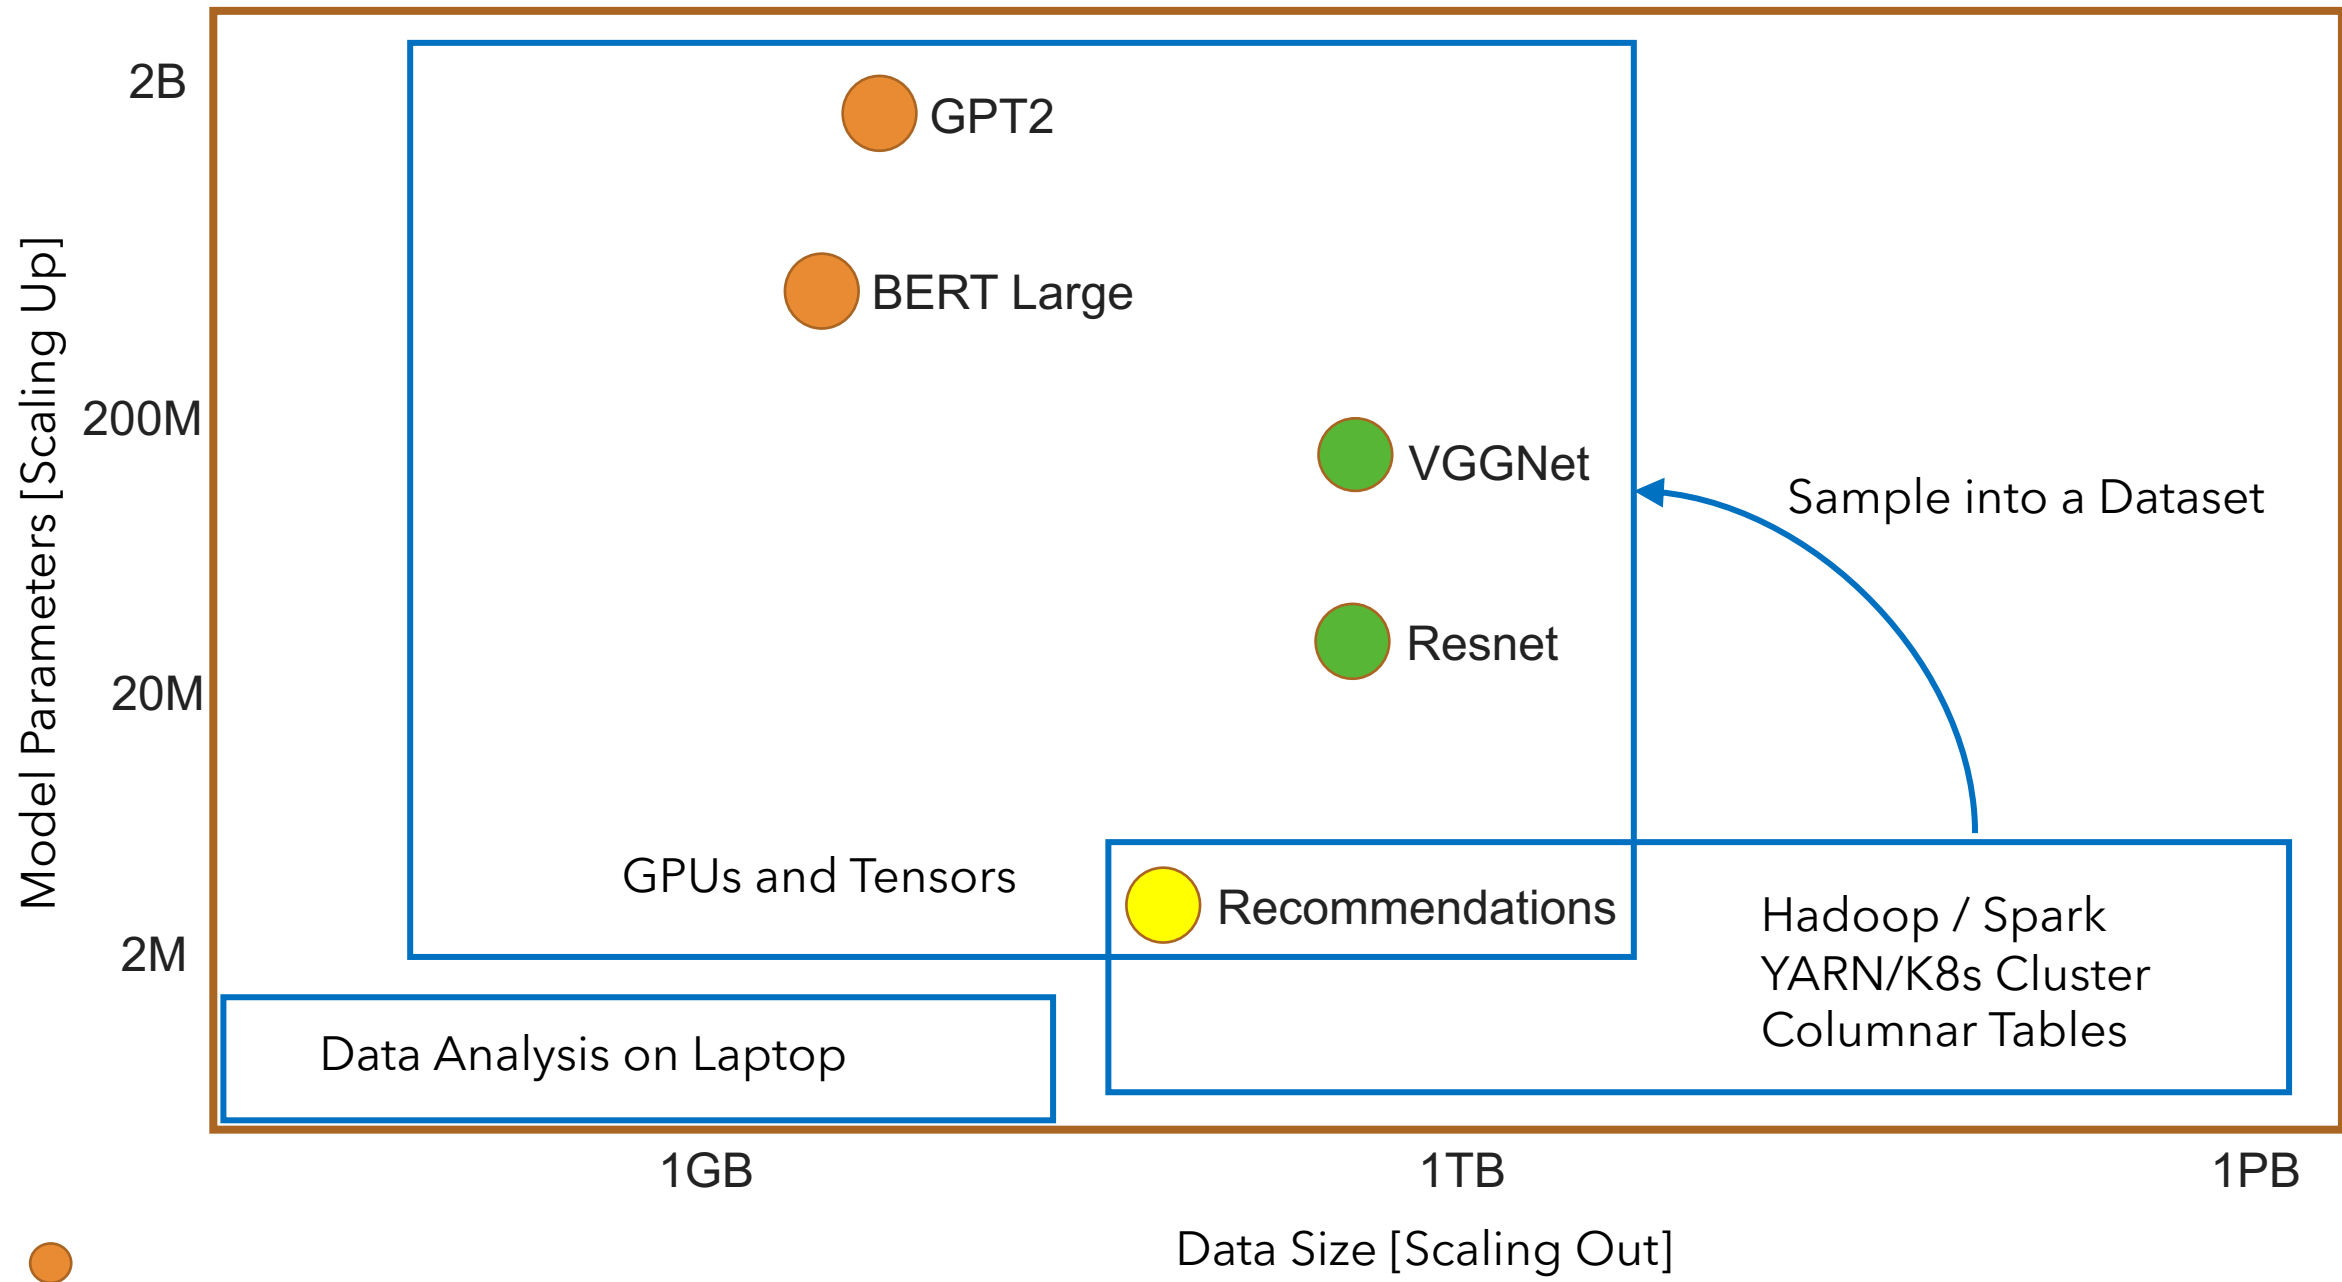 2B
GPT2
BERT Large
Model Parameters [Scaling Up]
200M
VGGNet
Sample into a Dataset
Resnet
20M
GPUs and Tensors
Recommendations
Hadoop / Spark
YARN/K8s Cluster
Columnar Tables
2M
Data Analysis on Laptop
1GB
1TB
1PB
Data Size [Scaling Out]